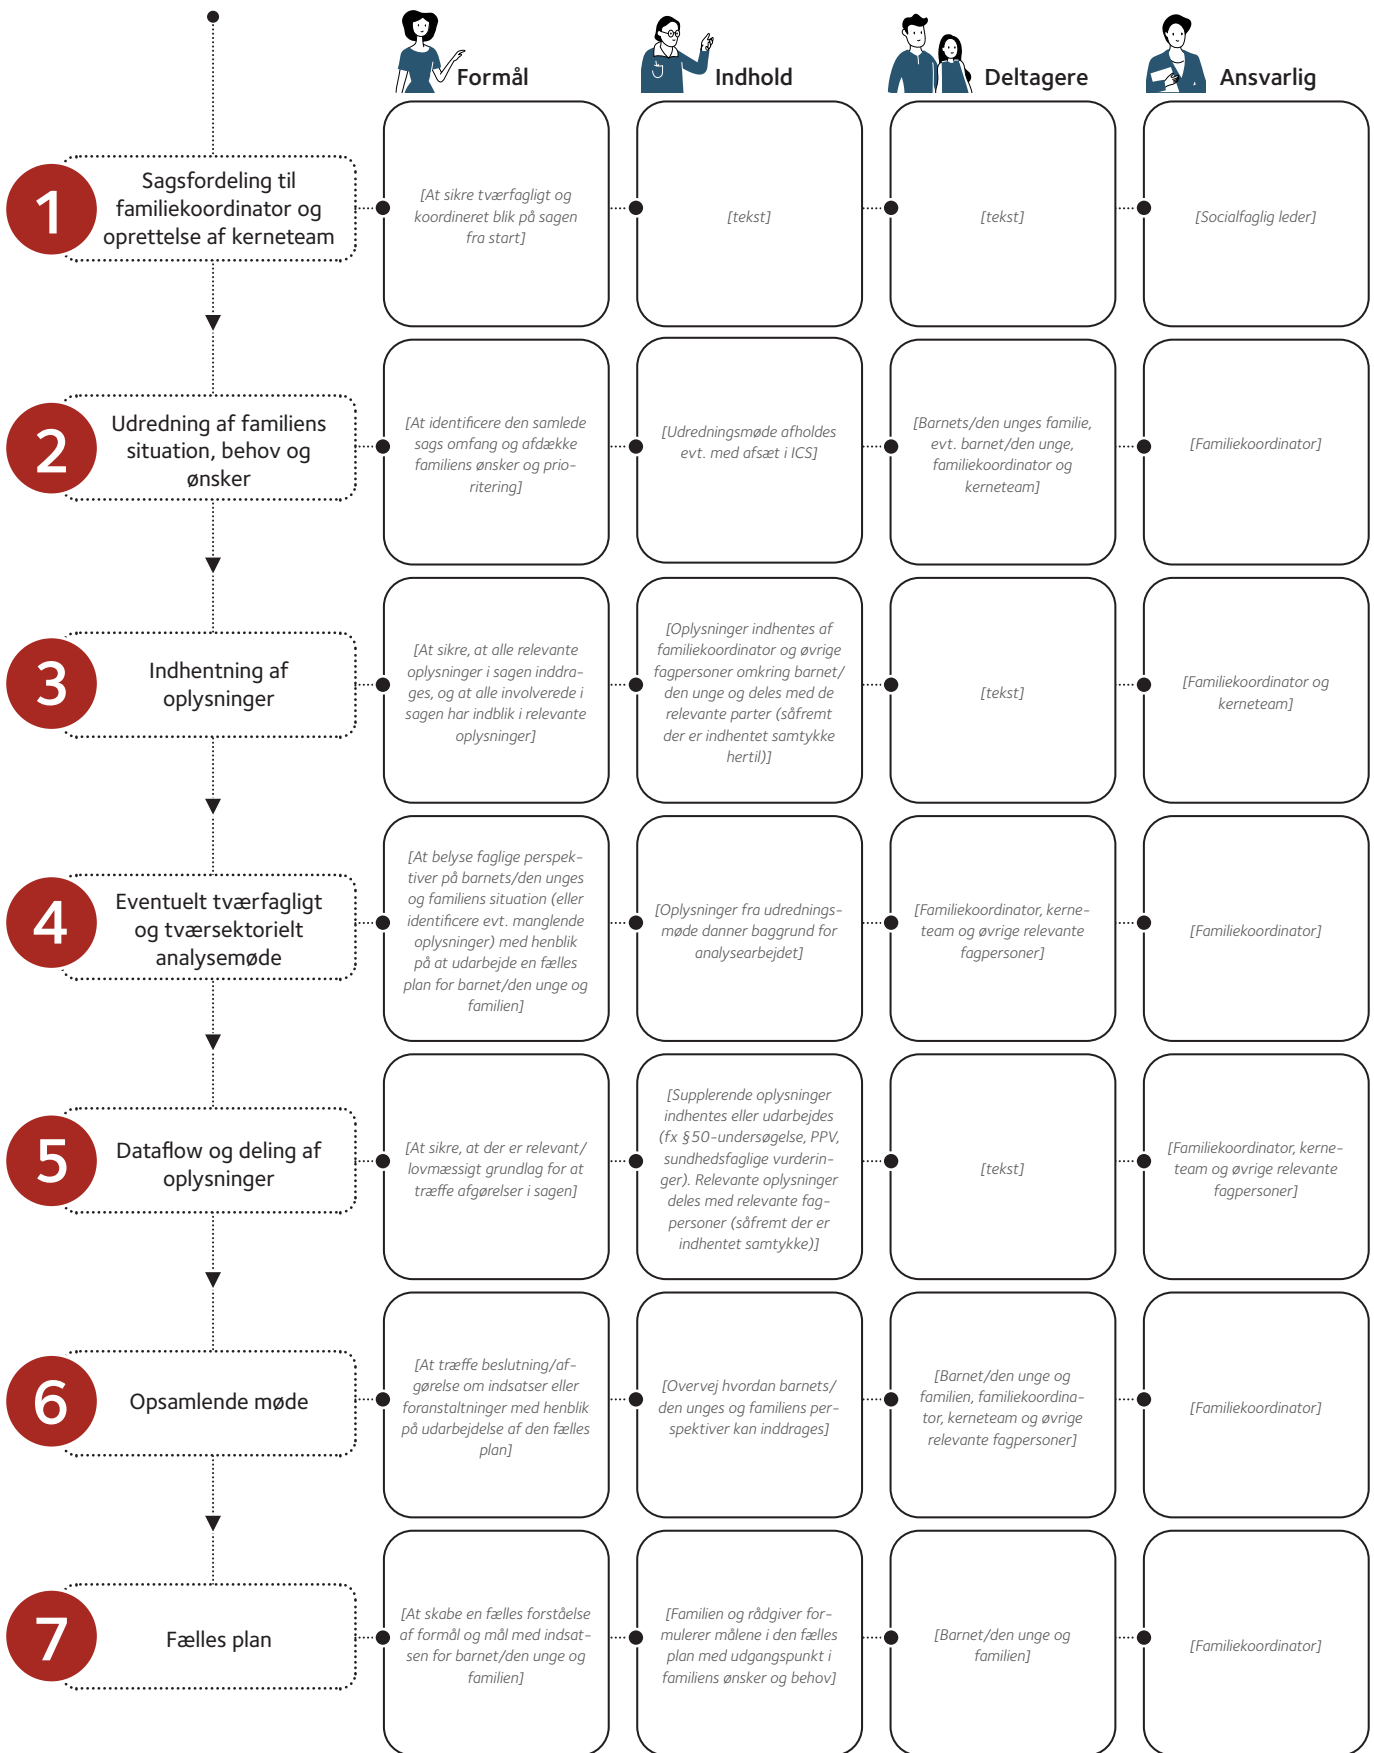 Formål
Indhold
Deltagere
Ansvarlig
1
Sagsfordeling til
familiekoordinator og
oprettelse af kerneteam
[At sikre tværfagligt og
koordineret blik på sagen
fra start]
[tekst]
[tekst]
[Socialfaglig leder]
2
Udredning af familiens
situation, behov og
ønsker
[At identificere den samlede
sags omfang og afdække
familiens ønsker og prio-
ritering]
[Udredningsmøde afholdes
evt. med afsæt i ICS]
[Barnets/den unges familie,
evt. barnet/den unge,
familiekoordinator og
kerneteam]
[Familiekoordinator]
3
Indhentning af
oplysninger
[At sikre, at alle relevante
oplysninger i sagen inddra-
ges, og at alle involverede i
sagen har indblik i relevante
oplysninger]
[Oplysninger indhentes af
familiekoordinator og øvrige
fagpersoner omkring barnet/
den unge og deles med de
relevante parter (såfremt
der er indhentet samtykke
hertil)]
[tekst]
[Familiekoordinator og
kerneteam]
4
Eventuelt tværfagligt
og tværsektorielt
analysemøde
[At belyse faglige perspek-
tiver på barnets/den unges
og familiens situation (eller
identificere evt. manglende
oplysninger) med henblik
på at udarbejde en fælles
plan for barnet/den unge og
familien]
[Oplysninger fra udrednings-
møde danner baggrund for
analysearbejdet]
[Familiekoordinator, kerne-
team og øvrige relevante
fagpersoner]
[Familiekoordinator]
5
Dataflow og deling af
oplysninger
[At sikre, at der er relevant/
lovmæssigt grundlag for at
træffe afgørelser i sagen]
[Supplerende oplysninger
indhentes eller udarbejdes
(fx §50-undersøgelse, PPV,
sundhedsfaglige vurderin-
ger). Relevante oplysninger
deles med relevante fag-
personer (såfremt der er
indhentet samtykke)]
[tekst]
[Familiekoordinator, kerne-
team og øvrige relevante
fagpersoner]
6
Opsamlende møde
[At træffe beslutning/af-
gørelse om indsatser eller
foranstaltninger med henblik
på udarbejdelse af den fælles
plan]
[Overvej hvordan barnets/
den unges og familiens per-
spektiver kan inddrages]
[Barnet/den unge og
familien, familiekoordina-
tor, kerneteam og øvrige
relevante fagpersoner]
[Familiekoordinator]
7
Fælles plan
[At skabe en fælles forståelse
af formål og mål med indsat-
sen for barnet/den unge og
familien]
[Familien og rådgiver for-
mulerer målene i den fælles
plan med udgangspunkt i
familiens ønsker og behov]
[Barnet/den unge og
familien]
[Familiekoordinator]